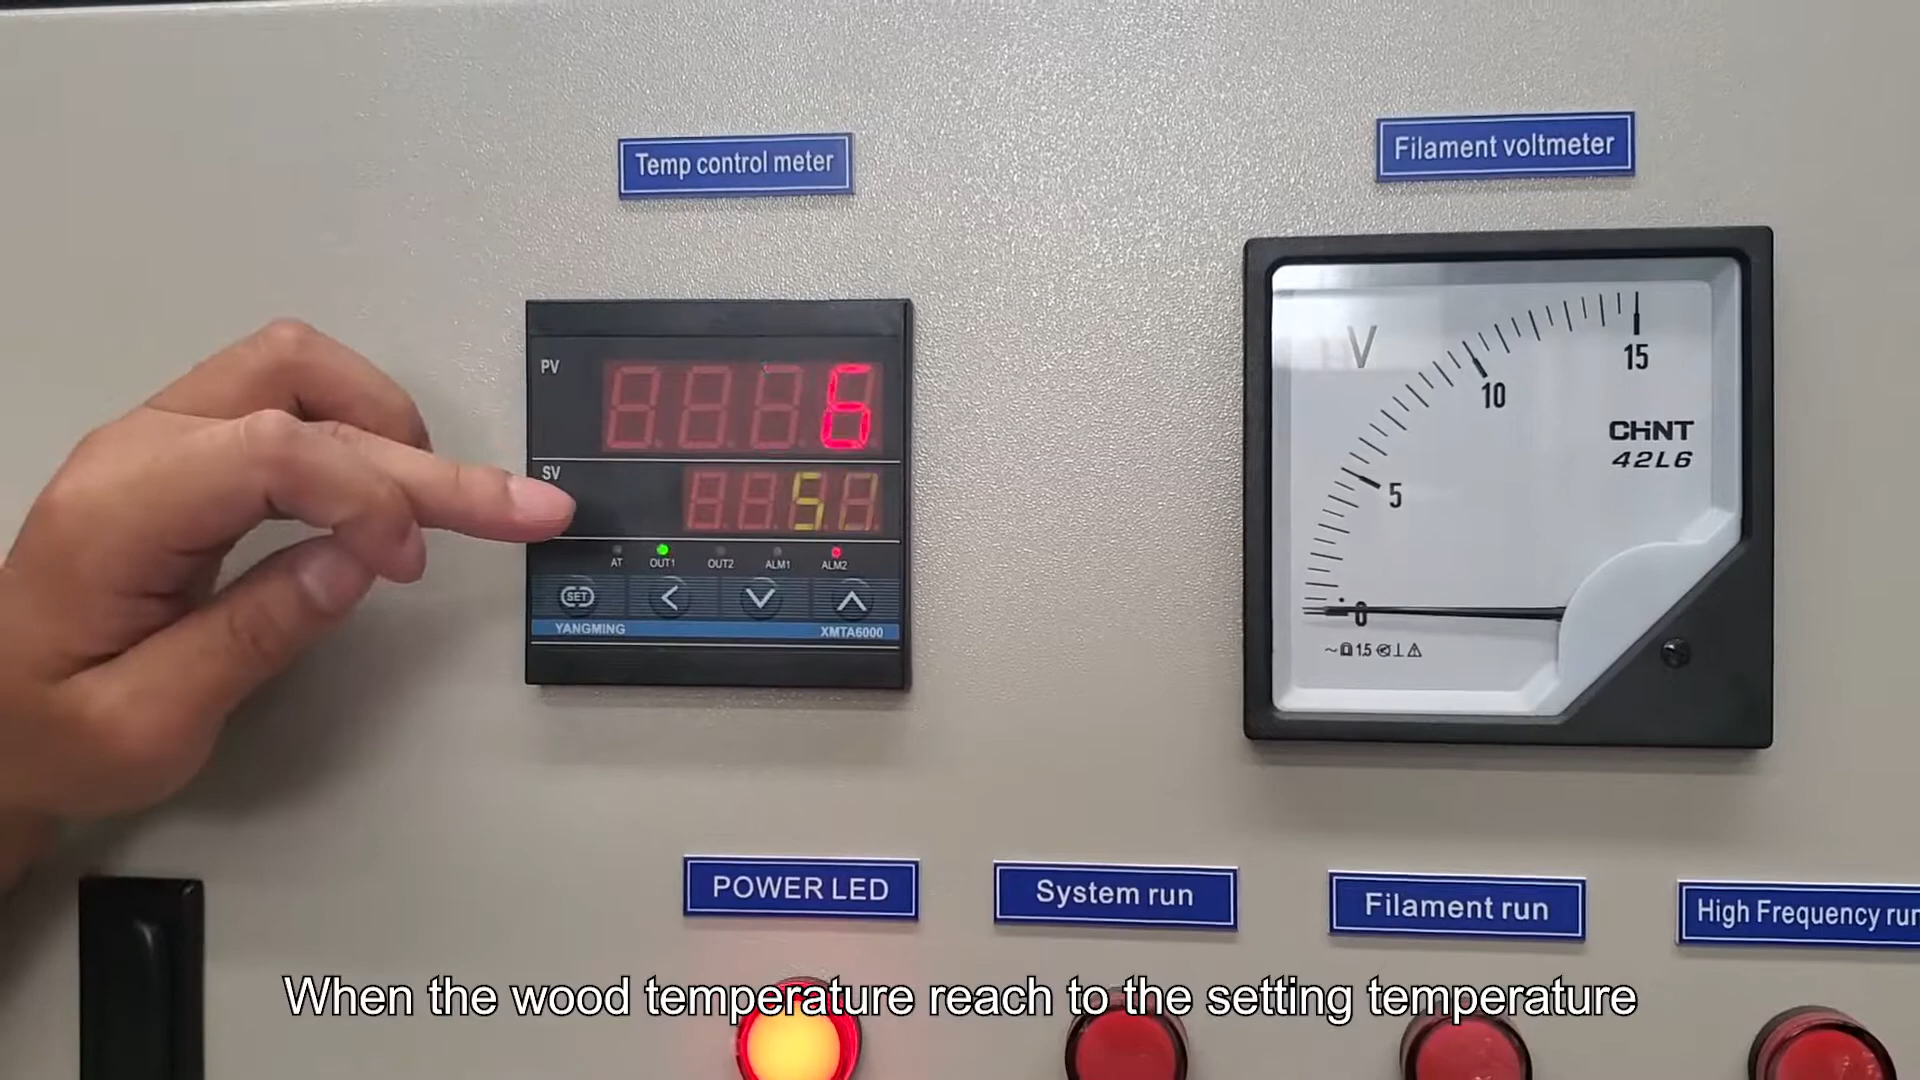 Temp control meter
Filament voltmeter
PV
6
SV
AT OUT1 OUT2 ALM1 ALM2
SET
YANGMING XMTA6000
V
15
10
5
0
CHNT
42L6
1.5
POWER LED
System run
Filament run
High Frequency run
When the wood temperature reach to the setting temperature